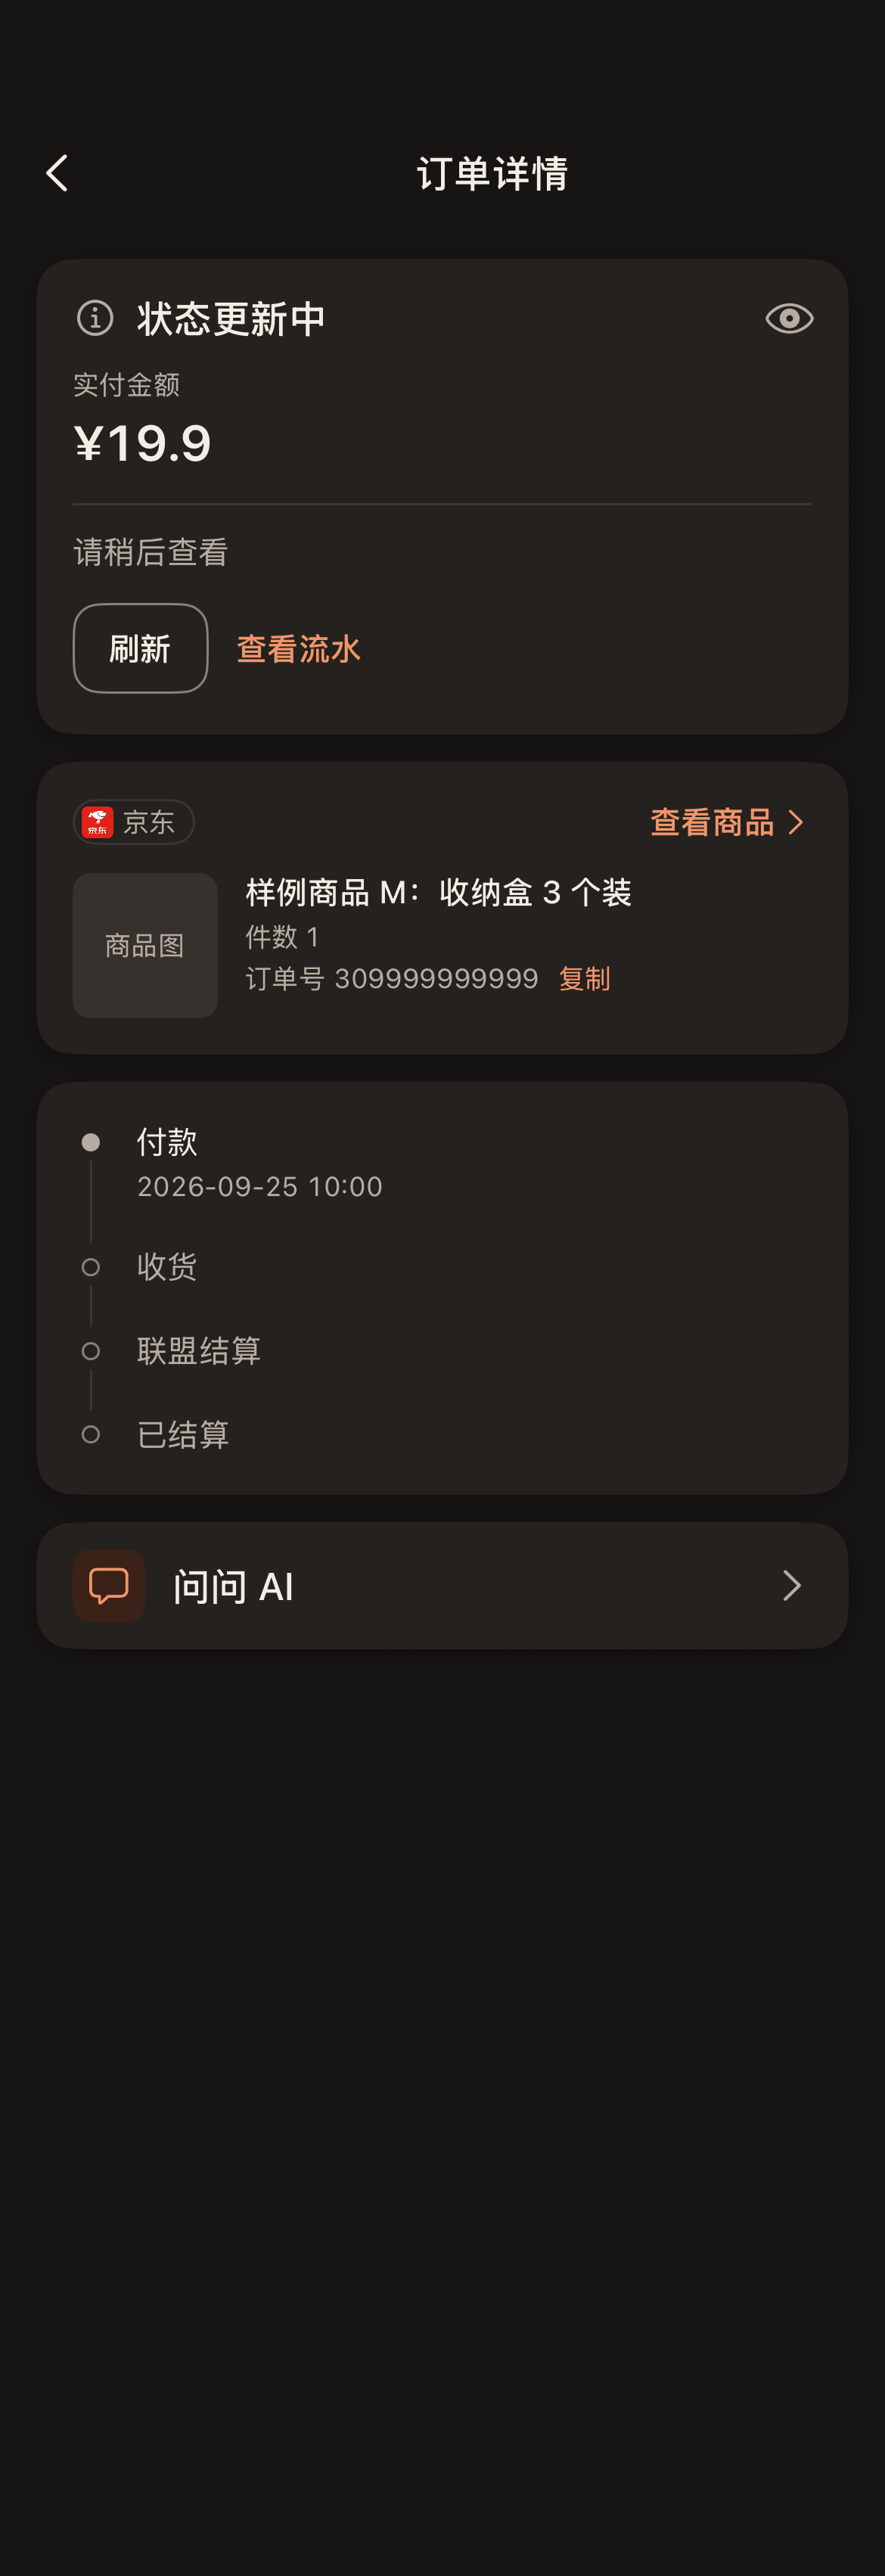 订单详情
状态更新中
实付金额
¥19.9
请稍后查看
刷新 查看流水
京东 京东 查看商品
商品图
样例商品 M：收纳盒 3 个装
件数 1
订单号 309999999999 复制
付款
2026-09-25 10:00
收货
联盟结算
已结算
问问 AI